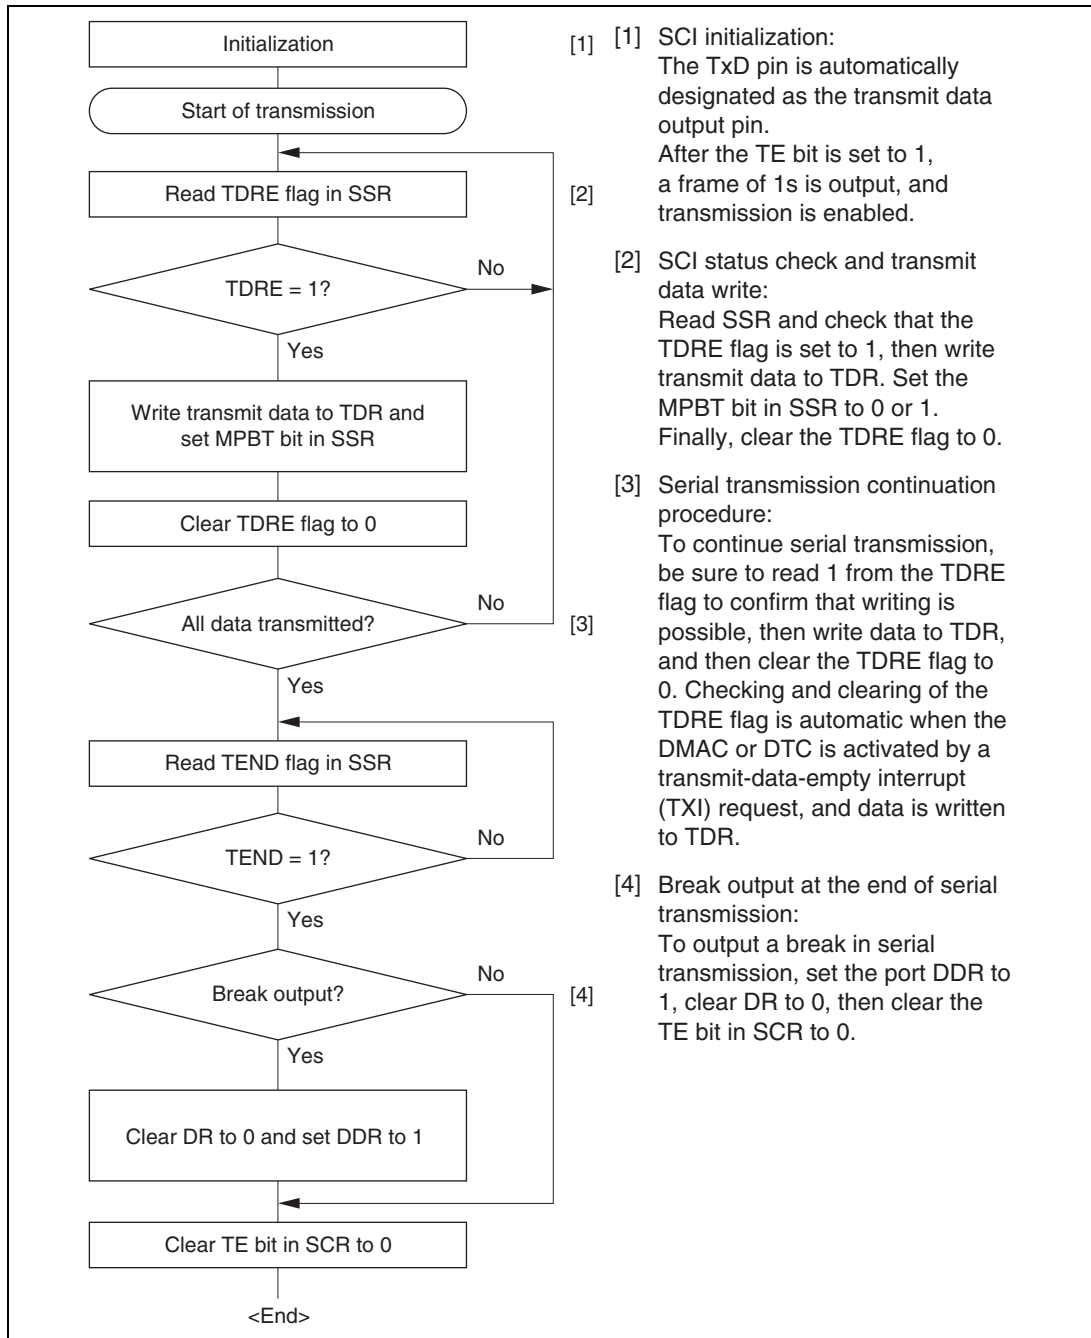 Initialization
[1]
Start of transmission
Read TDRE flag in SSR
[2]
TDRE = 1?
No
Yes
Write transmit data to TDR and
set MPBT bit in SSR
Clear TDRE flag to 0
All data transmitted?
No
[3]
Yes
Read TEND flag in SSR
TEND = 1?
No
Yes
Break output?
No
[4]
Yes
Clear DR to 0 and set DDR to 1
Clear TE bit in SCR to 0
<End>
[1] SCI initialization:
The TxD pin is automatically
designated as the transmit data
output pin.
After the TE bit is set to 1,
a frame of 1s is output, and
transmission is enabled.
[2] SCI status check and transmit
data write:
Read SSR and check that the
TDRE flag is set to 1, then write
transmit data to TDR. Set the
MPBT bit in SSR to 0 or 1.
Finally, clear the TDRE flag to 0.
[3] Serial transmission continuation
procedure:
To continue serial transmission,
be sure to read 1 from the TDRE
flag to confirm that writing is
possible, then write data to TDR,
and then clear the TDRE flag to
0. Checking and clearing of the
TDRE flag is automatic when the
DMAC or DTC is activated by a
transmit-data-empty interrupt
(TXI) request, and data is written
to TDR.
[4] Break output at the end of serial
transmission:
To output a break in serial
transmission, set the port DDR to
1, clear DR to 0, then clear the
TE bit in SCR to 0.